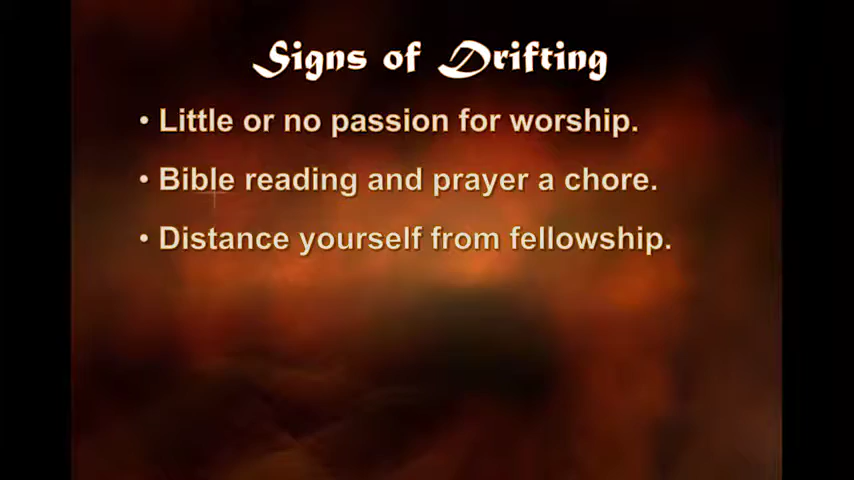 Signs of Drifting
• Little or no passion for worship.
• Bible reading and prayer a chore.
• Distance yourself from fellowship.